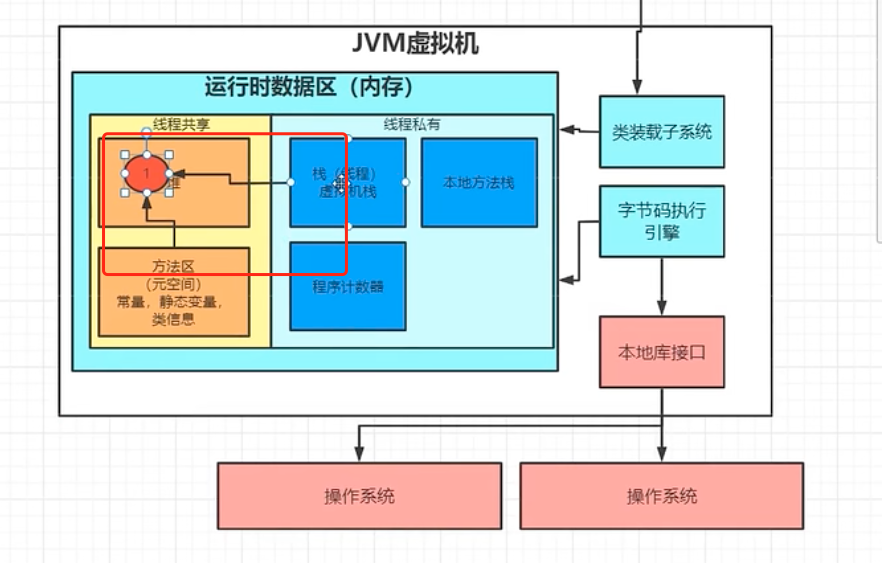 JVM虚拟机
运行时数据区（内存）
线程共享
线程私有
1
堆
栈（线程）
虚拟机栈
本地方法栈
方法区
（元空间）
常量，静态变量，
类信息
程序计数器
类装载子系统
字节码执行
引擎
本地库接口
操作系统
操作系统